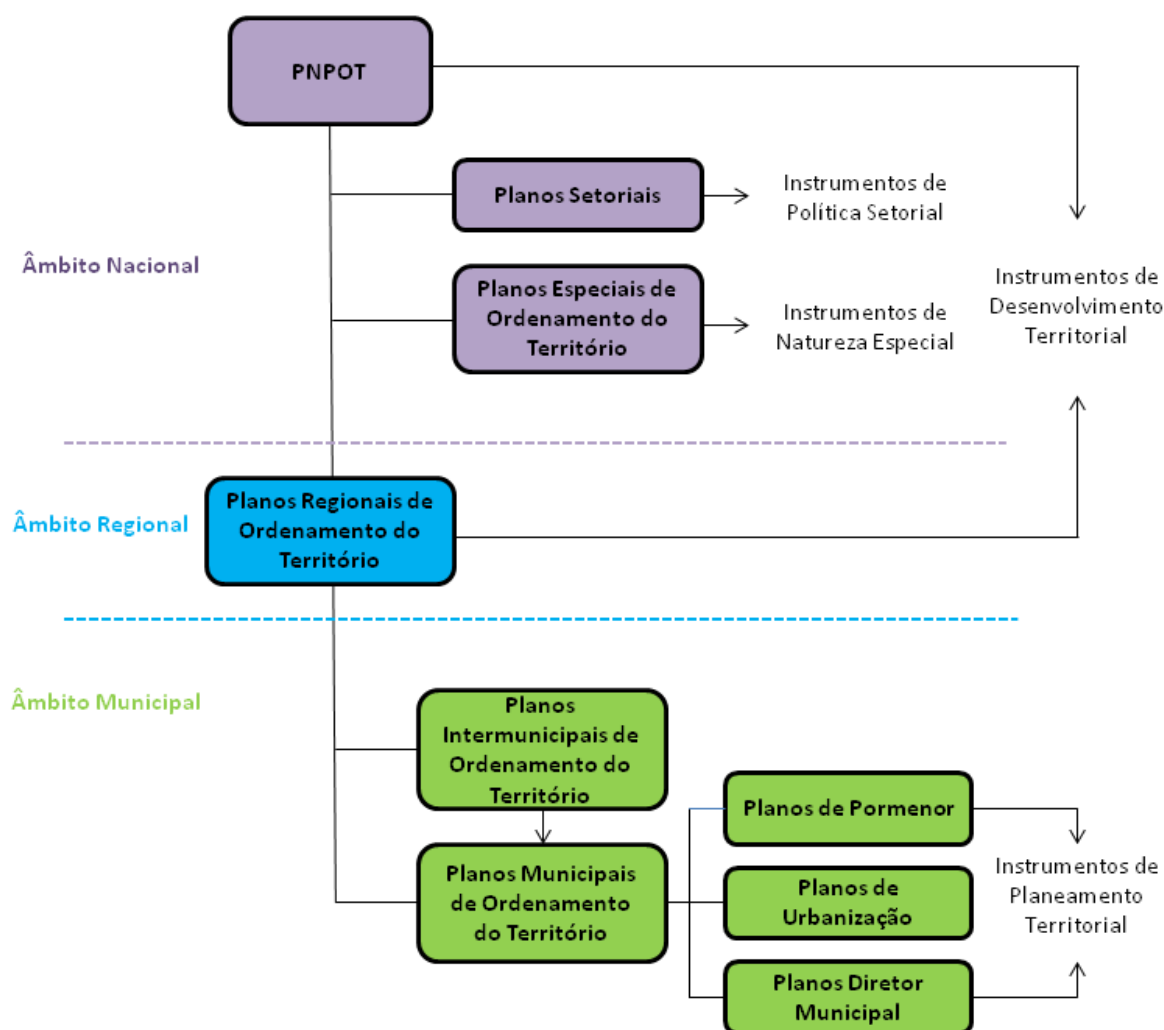 PNPOT
Planos Setoriais
Instrumentos de
Política Setorial
Âmbito Nacional
Planos Especiais de
Ordenamento do
Território
Instrumentos de
Natureza Especial
Instrumentos de
Desenvolvimento
Territorial
Âmbito Regional
Planos Regionais de
Ordenamento do
Território
Âmbito Municipal
Planos
Intermunicipais de
Ordenamento do
Território
Planos Municipais
de Ordenamento
do Território
Planos de Pormenor
Planos de
Urbanização
Planos Diretor
Municipal
Instrumentos de
Planeamento
Territorial